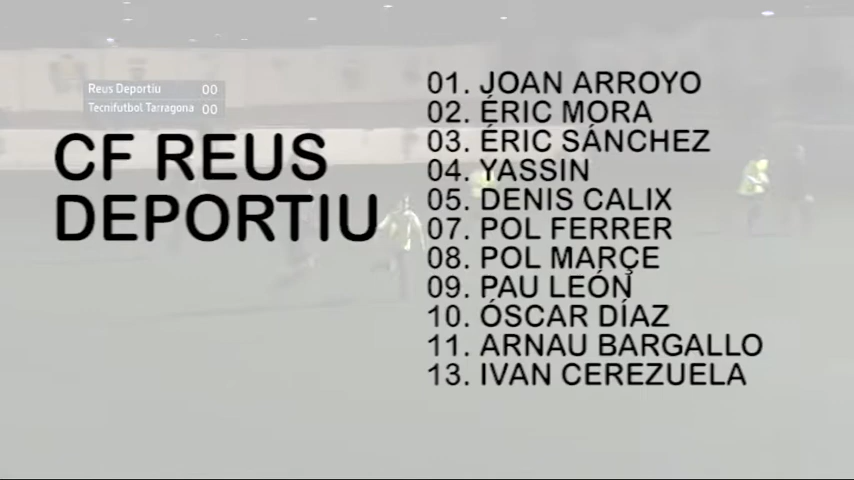 Reus Deportiu 00
Tecnifutbol Tarragona 00
CF REUS
DEPORTIU
01. JOAN ARROYO
02. ÉRIC MORA
03. ÉRIC SÁNCHEZ
04. YASSIN
05. DENIS CALIX
07. POL FERRER
08. POL MARÇE
09. PAU LEÓN
10. ÓSCAR DÍAZ
11. ARNAU BARGALLO
13. IVAN CEREZUELA